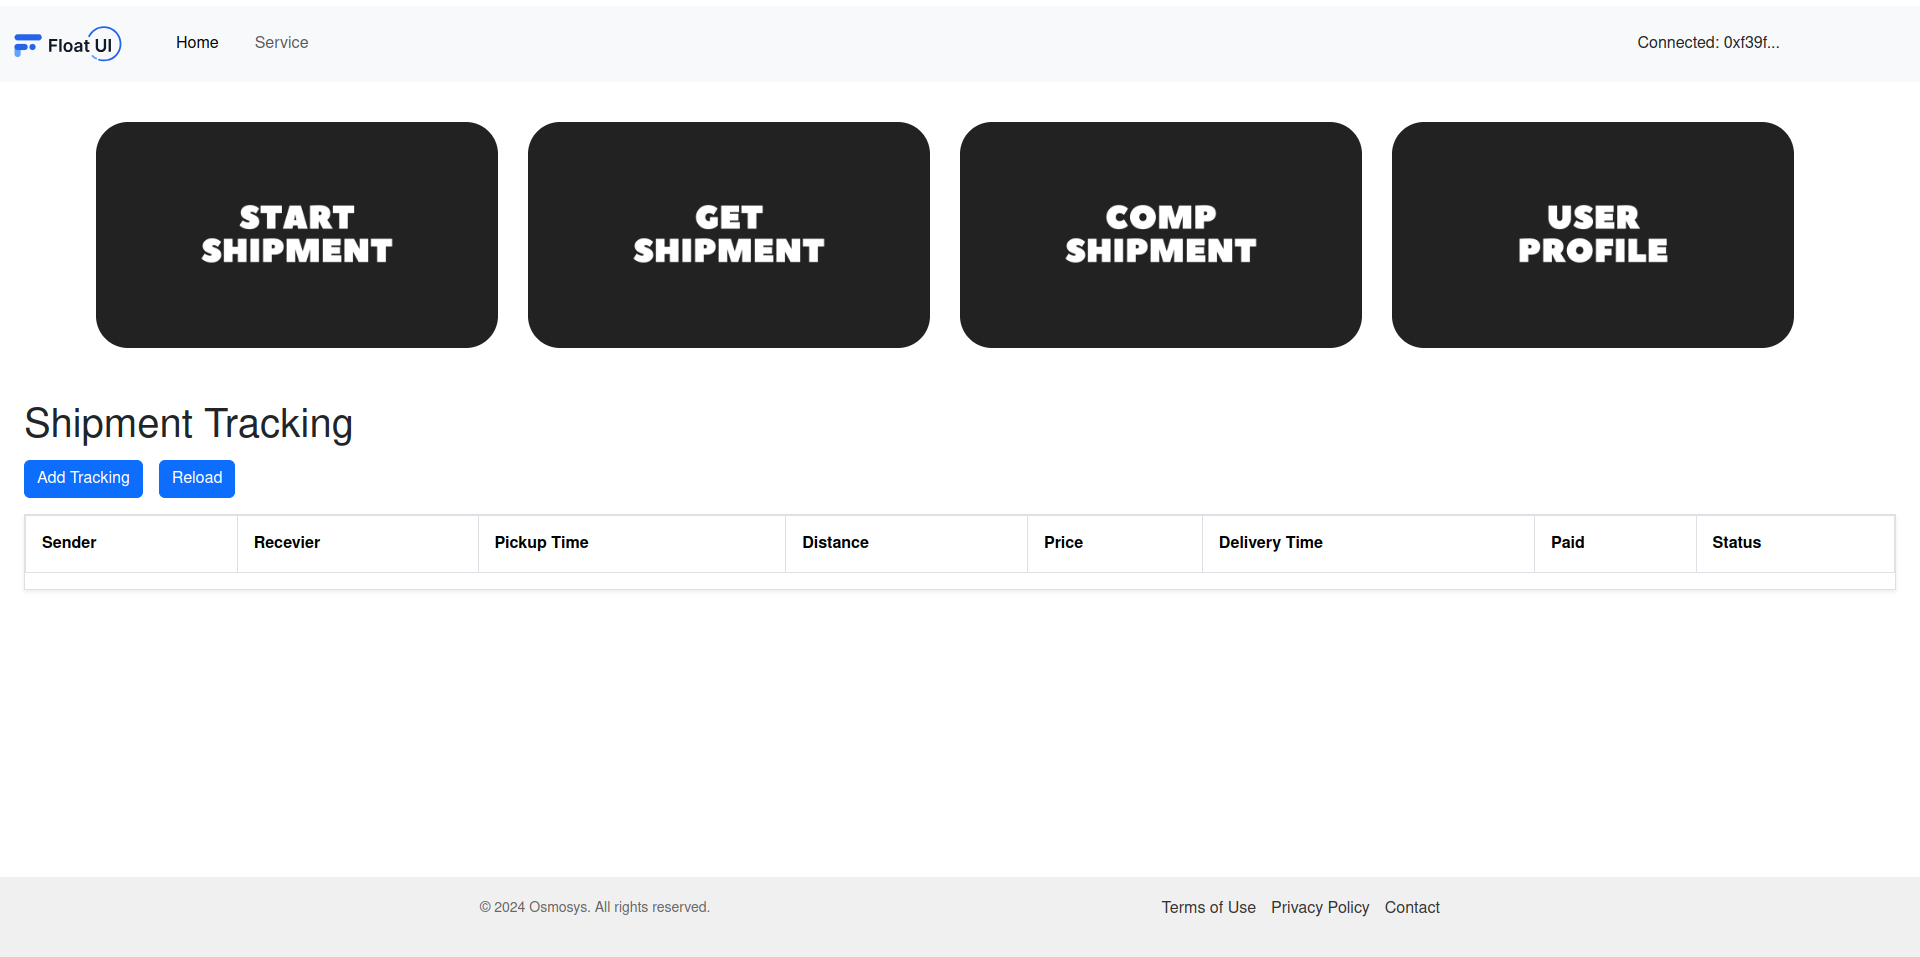 Float UI Home Service Connected: 0xf39f...
START
SHIPMENT
GET
SHIPMENT
COMP
SHIPMENT
USER
PROFILE
Shipment Tracking
Add Tracking Reload
Sender Recevier Pickup Time Distance Price Delivery Time Paid Status
© 2024 Osmosys. All rights reserved. Terms of Use Privacy Policy Contact